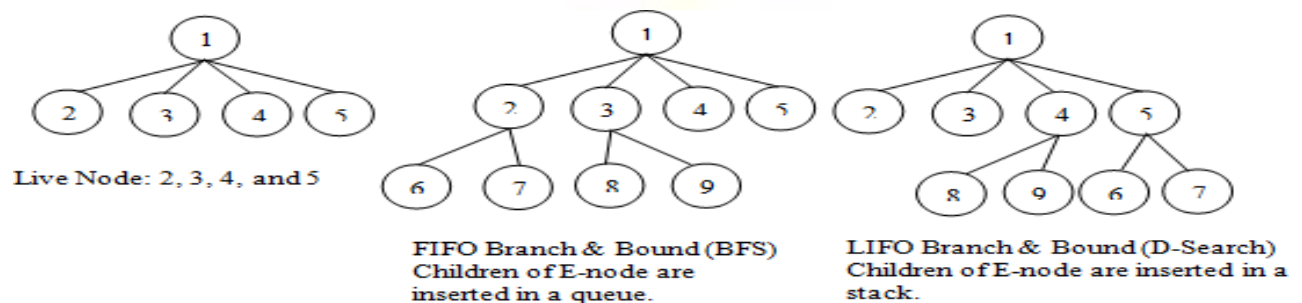 1
2 3 4 5
Live Node: 2, 3, 4, and 5
1
2 3 4 5
6 7 8 9
FIFO Branch & Bound (BFS)
Children of E-node are
inserted in a queue.
1
2 3 4 5
8 9 6 7
LIFO Branch & Bound (D-Search)
Children of E-node are inserted in a
stack.